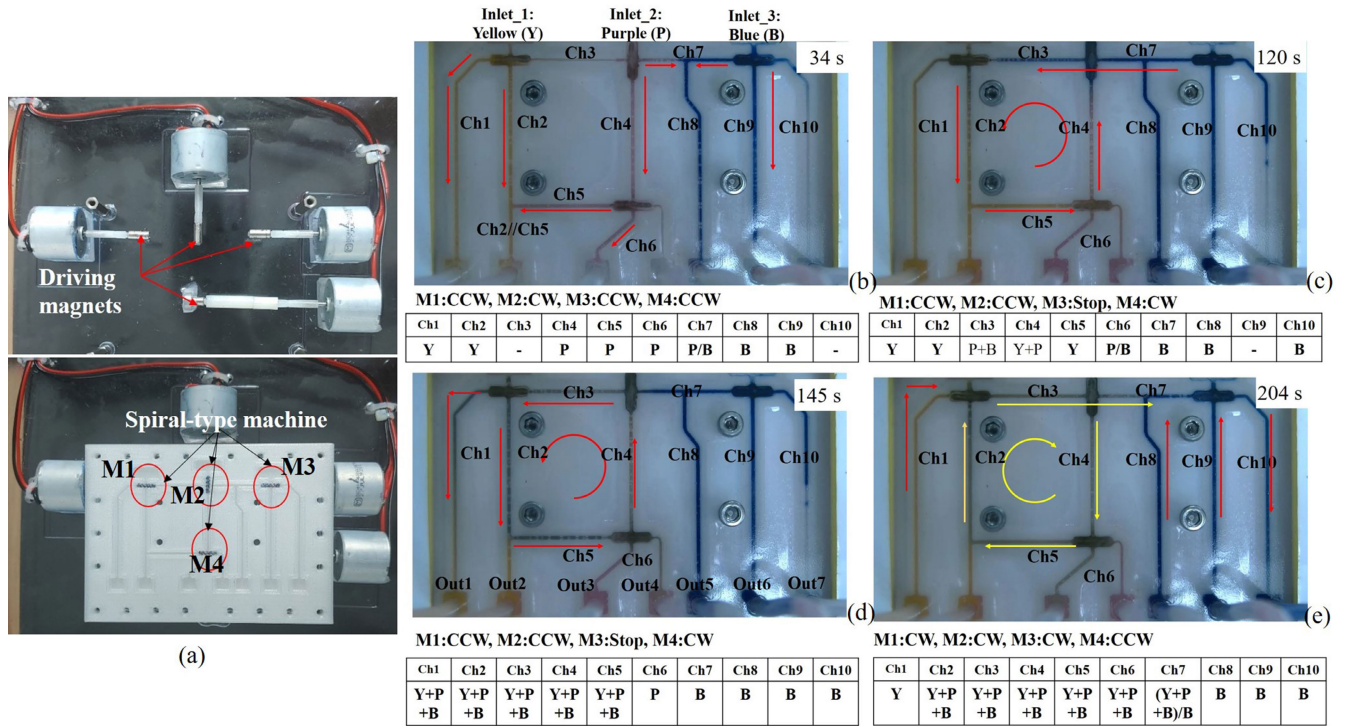 Driving
magnets
Spiral-type machine
M1
M2
M3
M4
(a)
Inlet_1:
Yellow (Y)
Inlet_2:
Purple (P)
Inlet_3:
Blue (B)
34 s
Ch3
Ch7
Ch1
Ch2
Ch4
Ch8
Ch9
Ch10
Ch5
Ch2//Ch5
Ch6
(b)
M1:CCW, M2:CW, M3:CCW, M4:CCW
Ch1 Ch2 Ch3 Ch4 Ch5 Ch6 Ch7 Ch8 Ch9 Ch10
Y Y - P P P P/B B B -
120 s
Ch3
Ch7
Ch1
Ch2
Ch4
Ch8
Ch9
Ch10
Ch5
Ch6
(c)
M1:CCW, M2:CCW, M3:Stop, M4:CW
Ch1 Ch2 Ch3 Ch4 Ch5 Ch6 Ch7 Ch8 Ch9 Ch10
Y Y P+B Y+P Y P/B B B - B
145 s
Ch3
Ch7
Ch1
Ch2
Ch4
Ch8
Ch9
Ch10
Ch5
Ch6
Out1
Out2
Out3
Out4
Out5
Out6
Out7
(d)
M1:CCW, M2:CCW, M3:Stop, M4:CW
Ch1 Ch2 Ch3 Ch4 Ch5 Ch6 Ch7 Ch8 Ch9 Ch10
Y+P Y+P Y+P Y+P Y+P P B B B B
+B +B +B +B +B
204 s
Ch3
Ch7
Ch1
Ch2
Ch4
Ch8
Ch9
Ch10
Ch5
Ch6
(e)
M1:CW, M2:CW, M3:CW, M4:CCW
Ch1 Ch2 Ch3 Ch4 Ch5 Ch6 Ch7 Ch8 Ch9 Ch10
Y Y+P Y+P Y+P Y+P Y+P (Y+P B B B
+B +B +B +B +B +B)/B